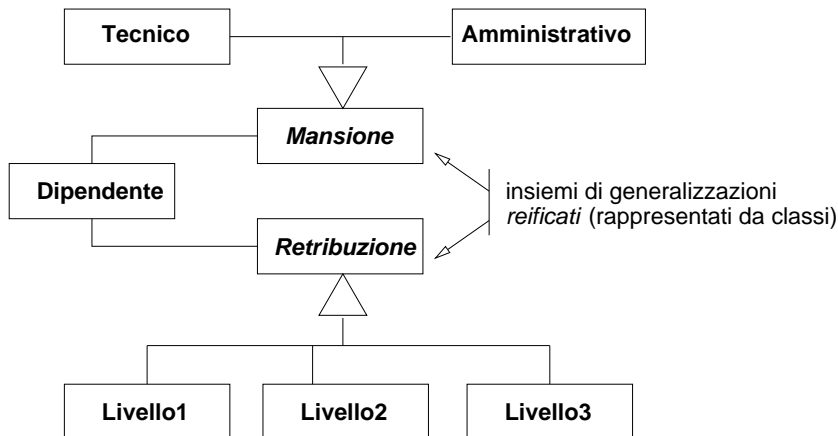 Tecnico
Amministrativo
Mansione
Dipendente
insiemi di generalizzazioni
reificati (rappresentati da classi)
Retribuzione
Livello1
Livello2
Livello3